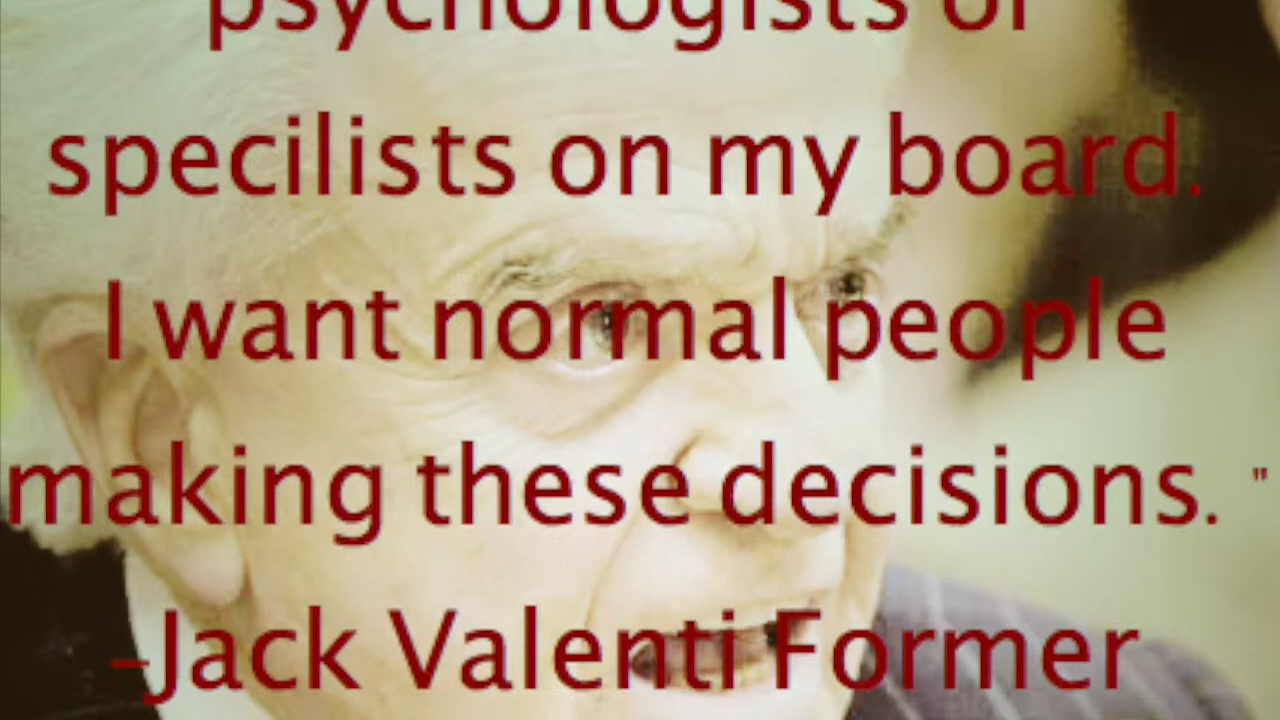 psychologists or
specilists on my board.
I want normal people
making these decisions. "
-Jack Valenti Former